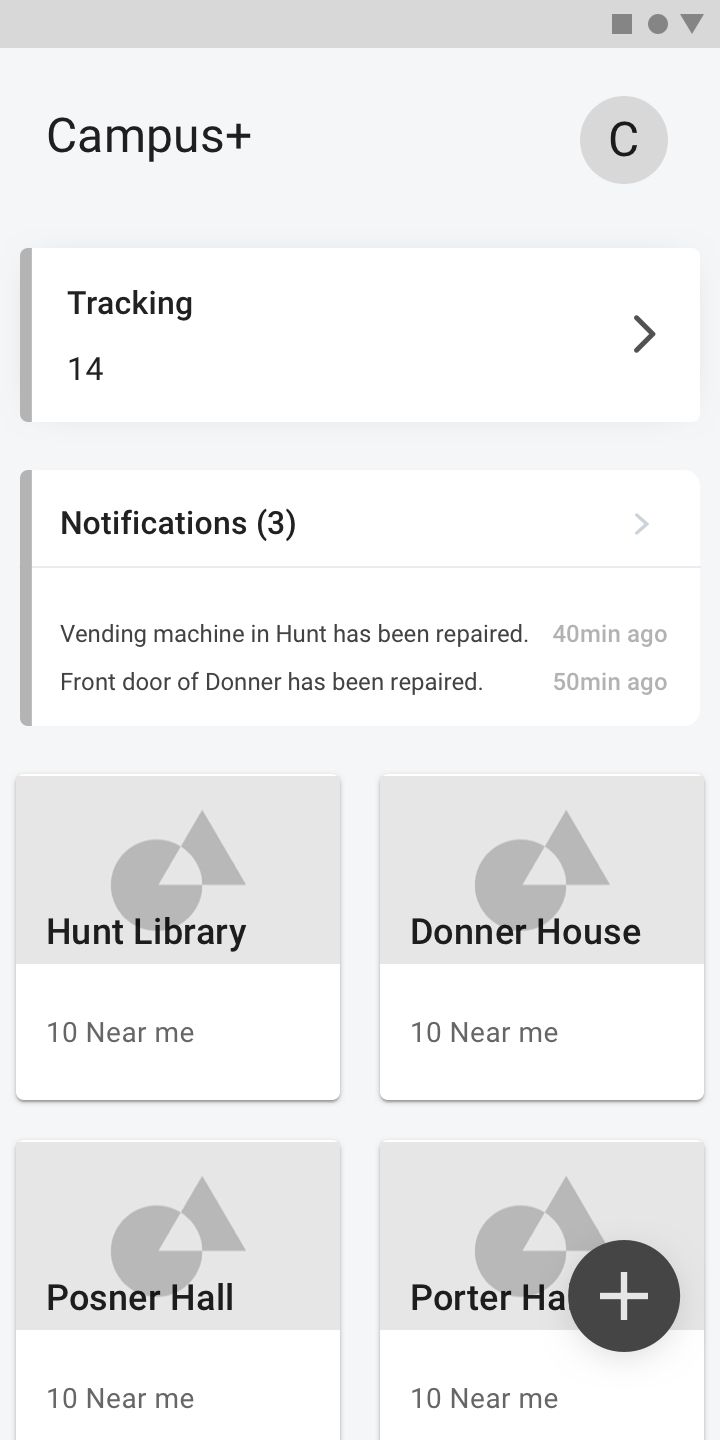 Campus+
C
Tracking
14
Notifications (3)
Vending machine in Hunt has been repaired. 40min ago
Front door of Donner has been repaired. 50min ago
Hunt Library
Donner House
10 Near me
10 Near me
Posner Hall
Porter Ha
10 Near me
10 Near me